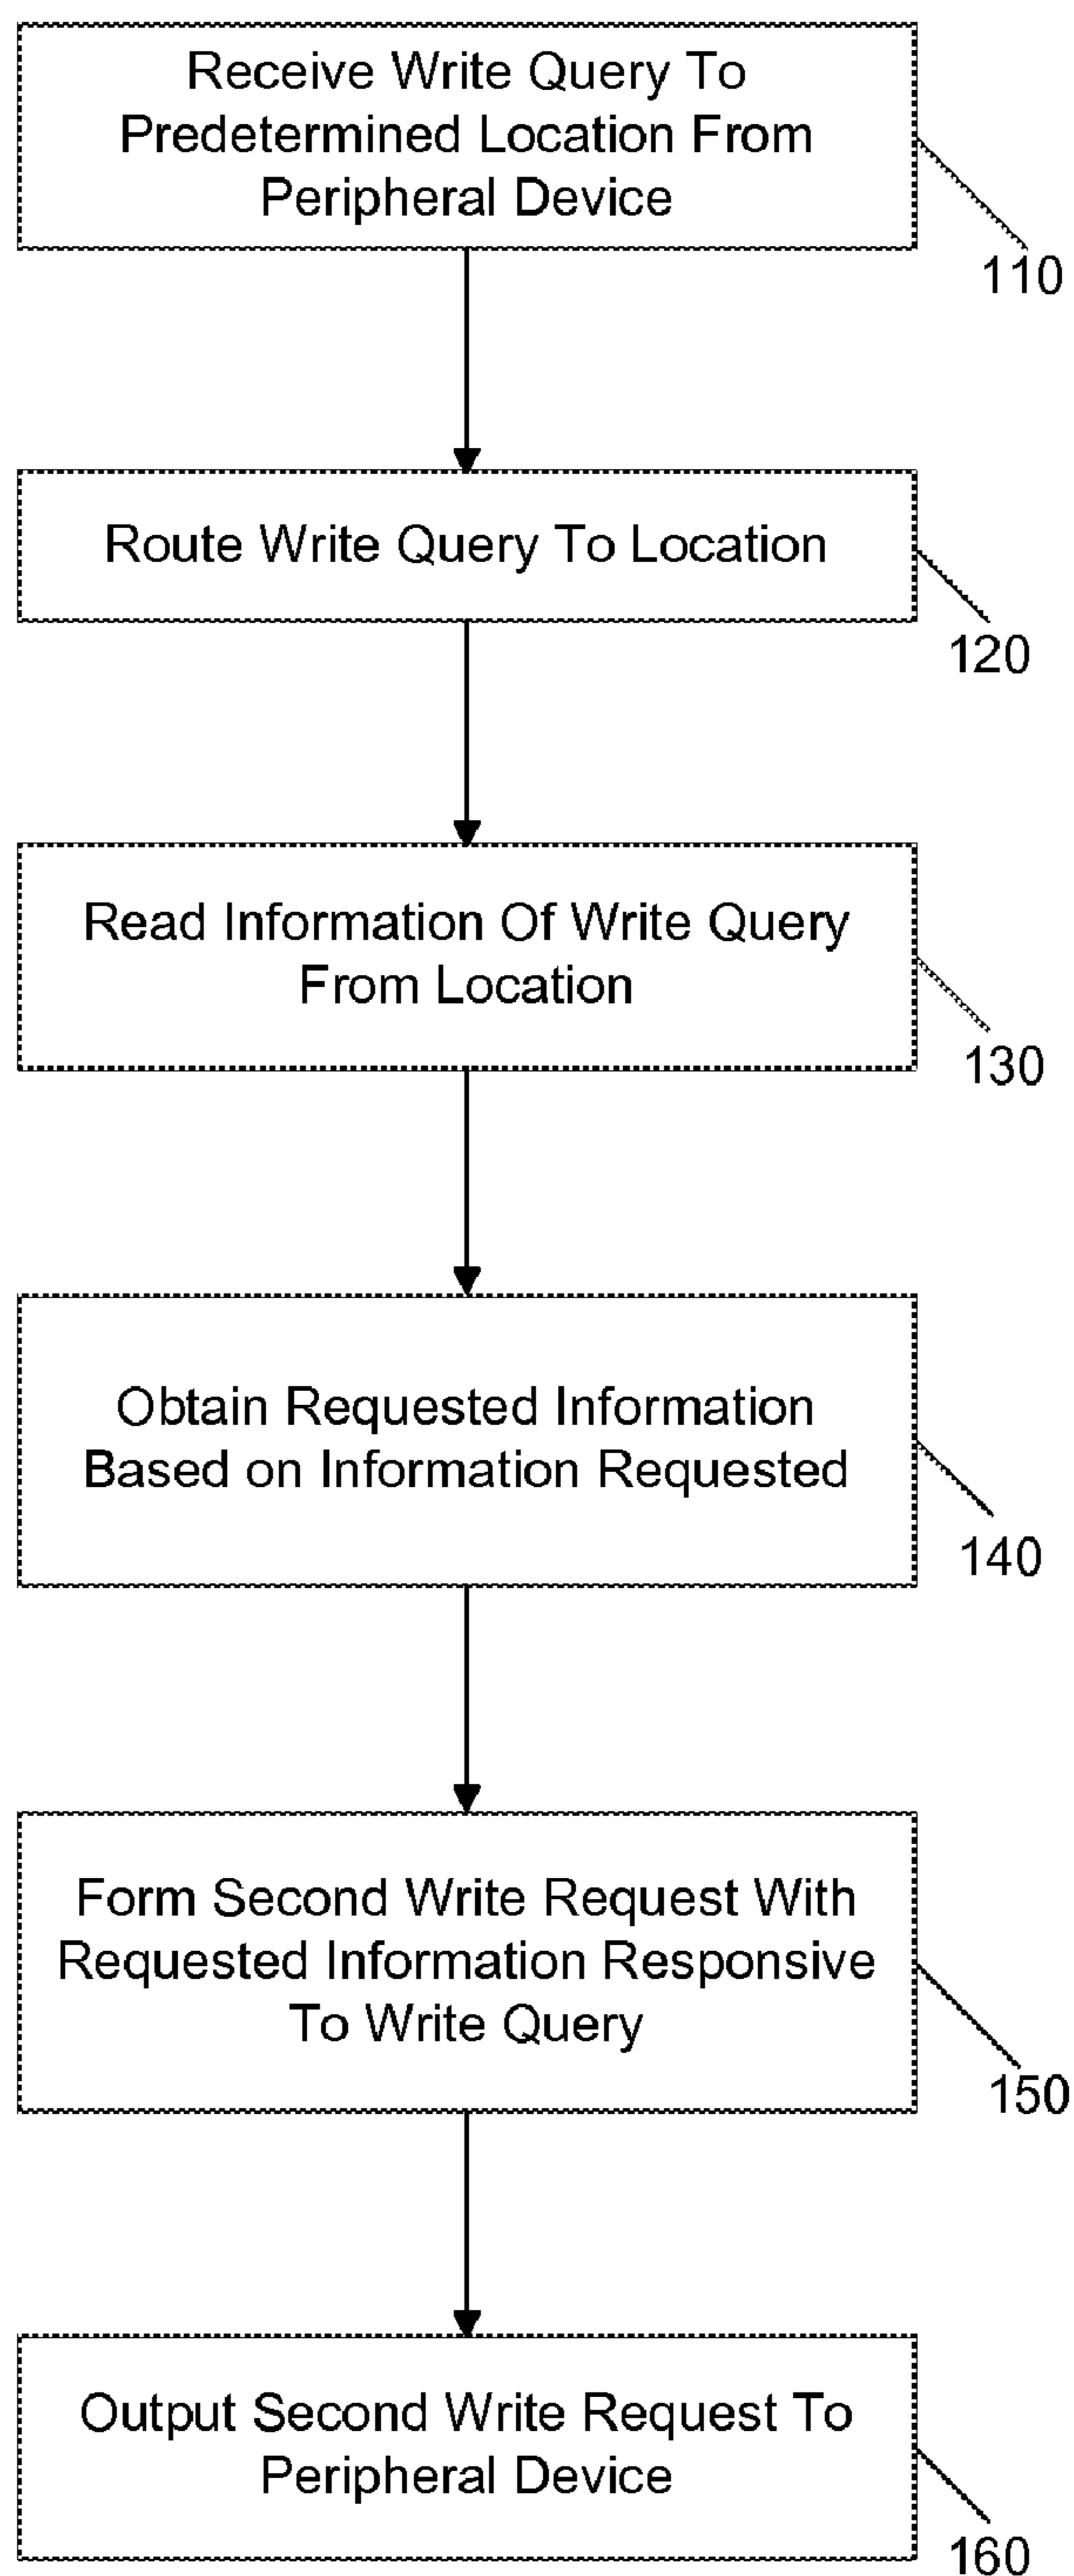 Receive Write Query To
Predetermined Location From
Peripheral Device
110
Route Write Query To Location
120
Read Information Of Write Query
From Location
130
Obtain Requested Information
Based on Information Requested
140
Form Second Write Request With
Requested Information Responsive
To Write Query
150
Output Second Write Request To
Peripheral Device
160